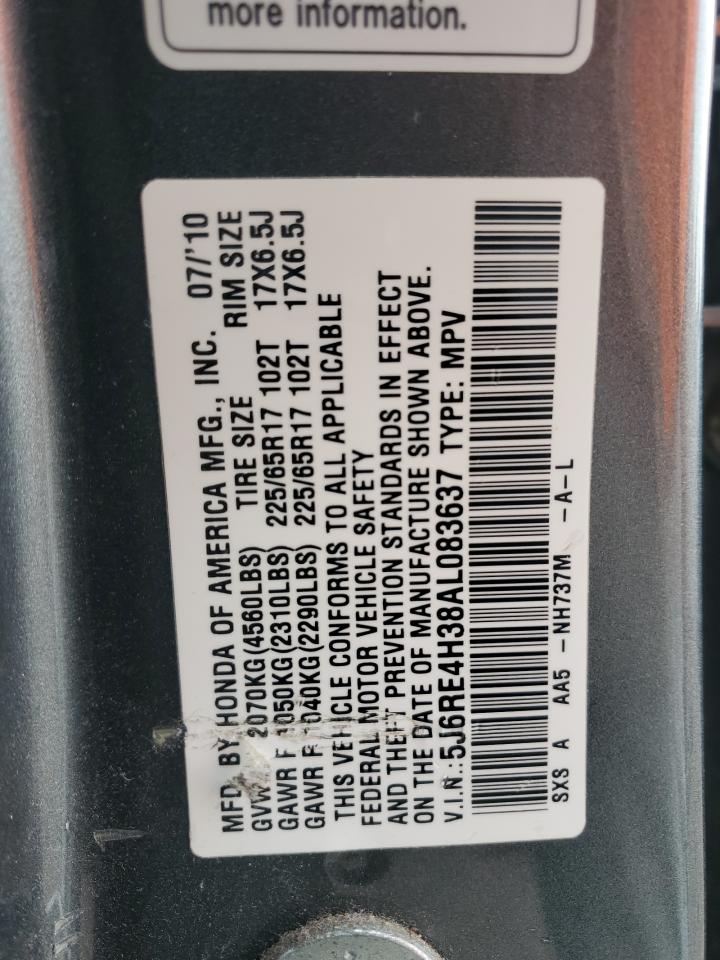 more information.
MFD BY HONDA OF AMERICA MFG., INC. 07/'10
TIRE SIZE RIM SIZE
2070KG(4560LBS)
GAWR F 1050KG(2310LBS) 225/65R17 102T 17X6.5J
GAWR 1040KG(2290LBS) 225/65R17 102T 17X6.5J
THIS VEHICLE CONFORMS TO ALL APPLICABLE
FEDERAL MOTOR VEHICLE SAFETY
AND THEFT PREVENTION STANDARDS IN EFFECT
ON THE DATE OF MANUFACTURE SHOWN ABOVE.
V.I.N.:5J6RE4H38AL083637 TYPE: MPV
SXS A AA5 -NH737M -A-L